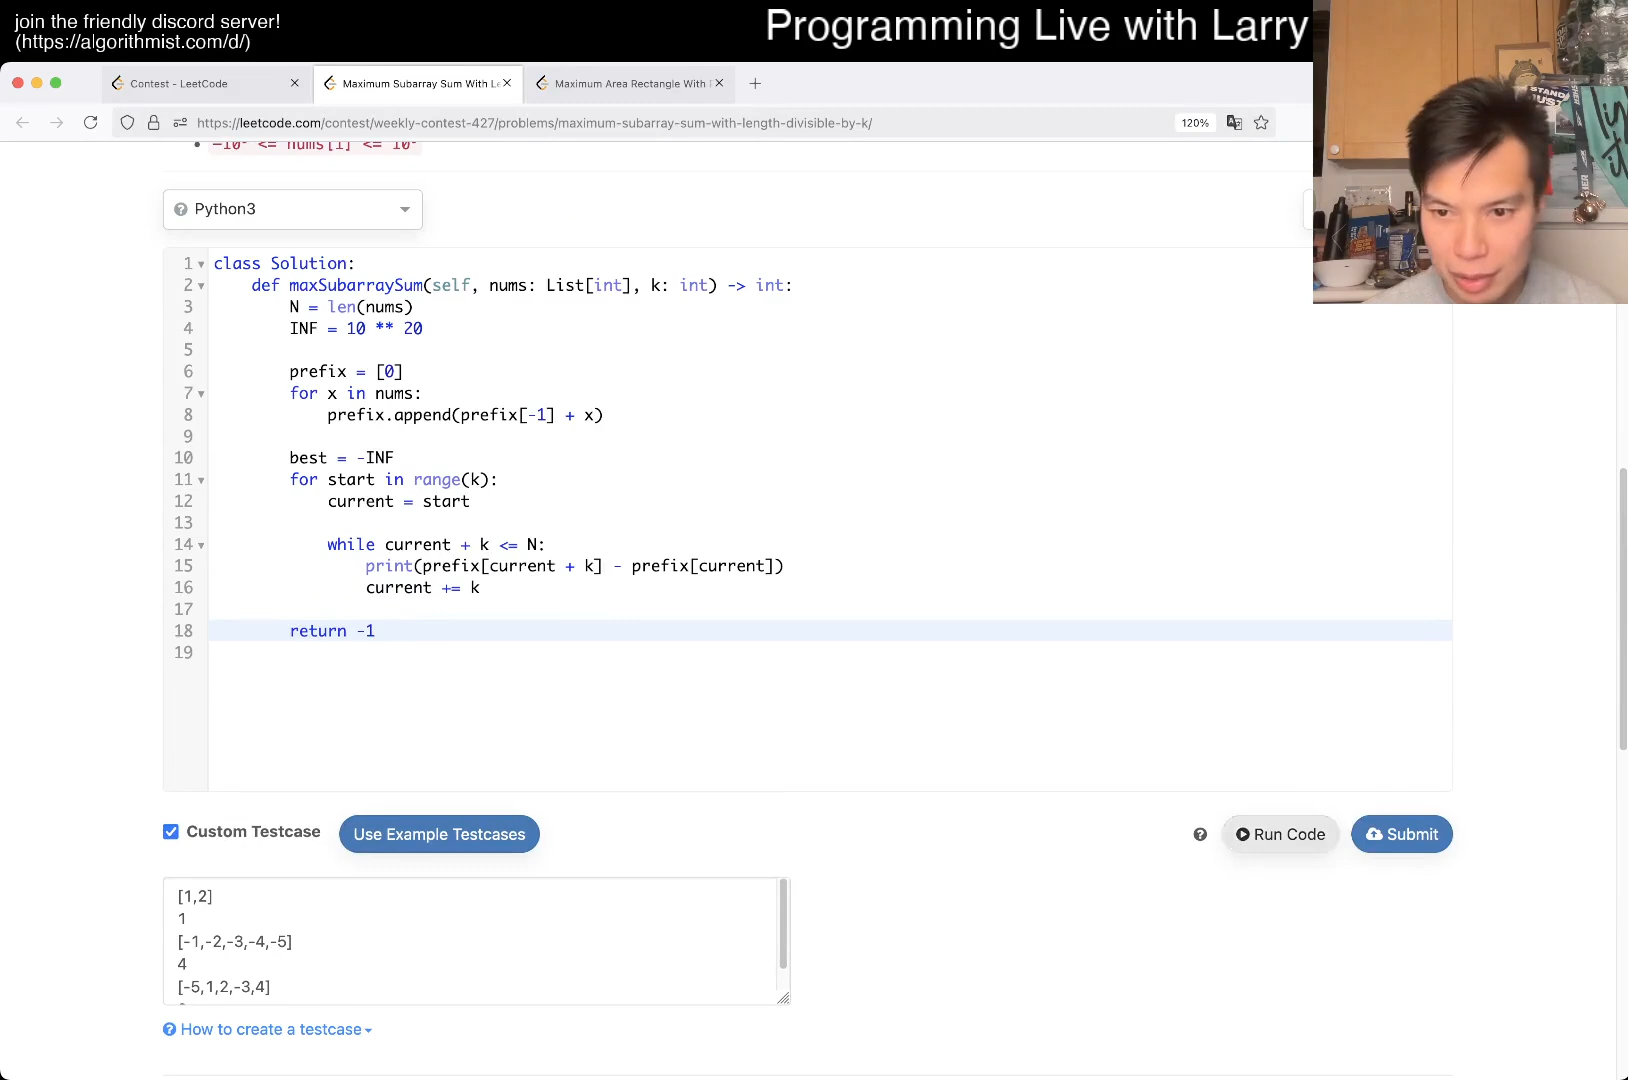 join the friendly discord server!
(https://algorithmist.com/d/)
Programming Live with Larry
Contest - LeetCode
Maximum Subarray Sum With Le
Maximum Area Rectangle With
https://leetcode.com/contest/weekly-contest-427/problems/maximum-subarray-sum-with-length-divisible-by-k/
120%
<= nums[i] <=
Python3
1 class Solution:
2 def maxSubarraySum(self, nums: List[int], k: int) -> int:
3 N = len(nums)
4 INF = 10 ** 20
5
6 prefix = [0]
7 for x in nums:
8 prefix.append(prefix[-1] + x)
9
10 best = -INF
11 for start in range(k):
12 current = start
13
14 while current + k <= N:
15 print(prefix[current + k] - prefix[current])
16 current += k
17
18 return -1
19
Custom Testcase
Use Example Testcases
Run Code
Submit
[1,2]
1
[-1,-2,-3,-4,-5]
4
[-5,1,2,-3,4]
How to create a testcase